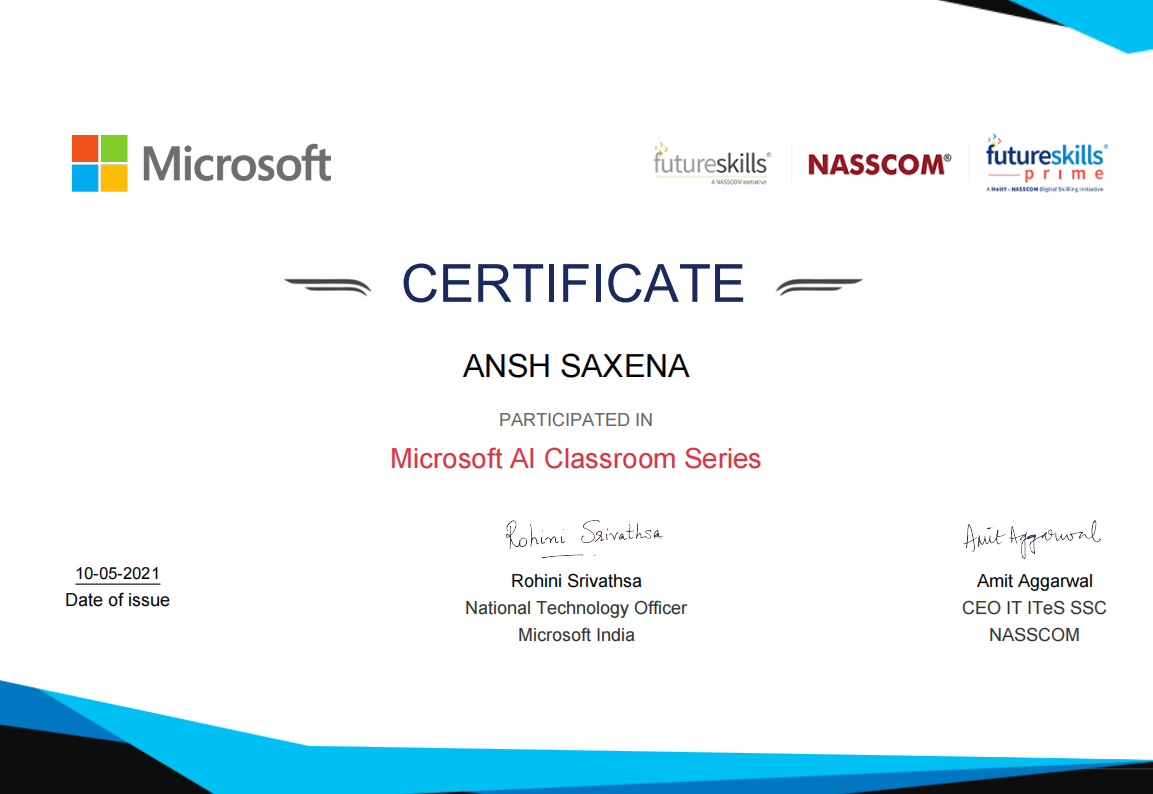 Microsoft
futureskills®
A NASSCOM Initiative
NASSCOM®
futureskills®
prime
A MeitY - NASSCOM Digital Skilling Initiative
CERTIFICATE
ANSH SAXENA
PARTICIPATED IN
Microsoft AI Classroom Series
Rohini Srivathsa
Amit Aggarwal
10-05-2021
Date of issue
Rohini Srivathsa
National Technology Officer
Microsoft India
Amit Aggarwal
CEO IT ITeS SSC
NASSCOM